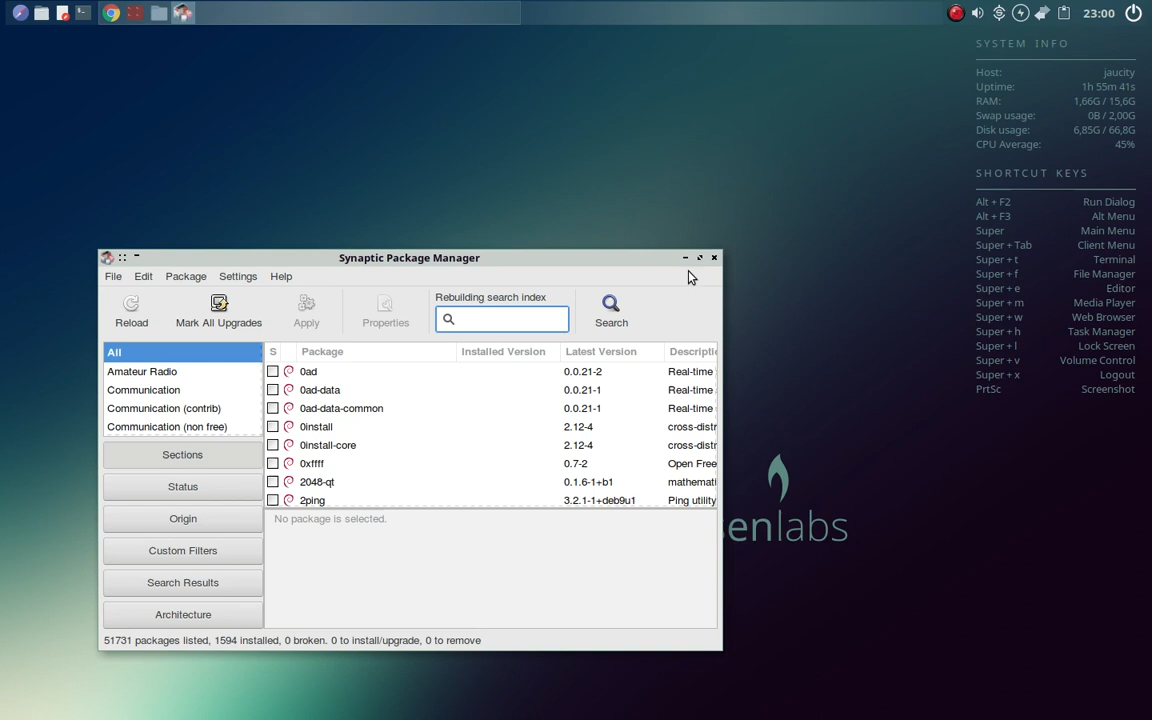 23:00
SYSTEM INFO
Host: jaucity
Uptime: 1h 55m 41s
RAM: 1,66G / 15,6G
Swap usage: 0B / 2,00G
Disk usage: 6,85G / 66,8G
CPU Average: 45%
SHORTCUT KEYS
Alt + F2 Run Dialog
Alt + F3 Alt Menu
Super Main Menu
Super + Tab Client Menu
Super + t Terminal
Super + f File Manager
Super + e Editor
Super + m Media Player
Super + w Web Browser
Super + h Task Manager
Super + l Lock Screen
Super + v Volume Control
Super + x Logout
PrtSc Screenshot
Synaptic Package Manager
File Edit Package Settings Help
Rebuilding search index
Reload Mark All Upgrades Apply Properties Search
All
Amateur Radio
Communication
Communication (contrib)
Communication (non free)
Sections
Status
Origin
Custom Filters
Search Results
Architecture
S Package Installed Version Latest Version Descripti
0ad 0.0.21-2 Real-time
0ad-data 0.0.21-1 Real-time
0ad-data-common 0.0.21-1 Real-time
0install 2.12-4 cross-distr
0install-core 2.12-4 cross-distr
0xffff 0.7-2 Open Free
2048-qt 0.1.6-1+b1 mathemati
2ping 3.2.1-1+deb9u1 Ping utility
No package is selected.
51731 packages listed, 1594 installed, 0 broken. 0 to install/upgrade, 0 to remove
senlabs